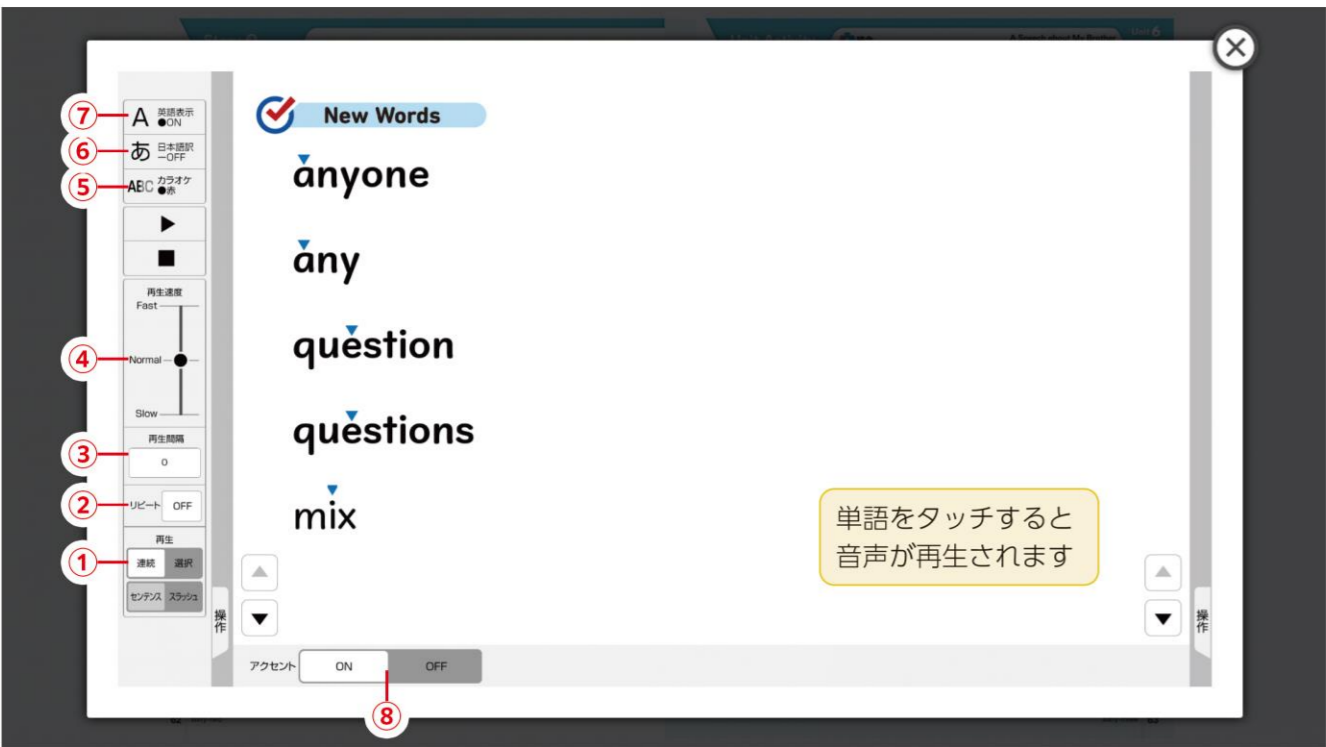 New Words
⑦
A 英語表示
●ON
⑥
あ 日本語訳
ーOFF
⑤
ABC カラオケ
●赤
再生速度
Fast
④
Normal
Slow
再生間隔
③
0
②
リピート OFF
再生
①
連続 選択
センテンス スラッシュ
操作
anyone
any
question
questions
mix
単語をタッチすると
音声が再生されます
操作
アクセント ON OFF
⑧